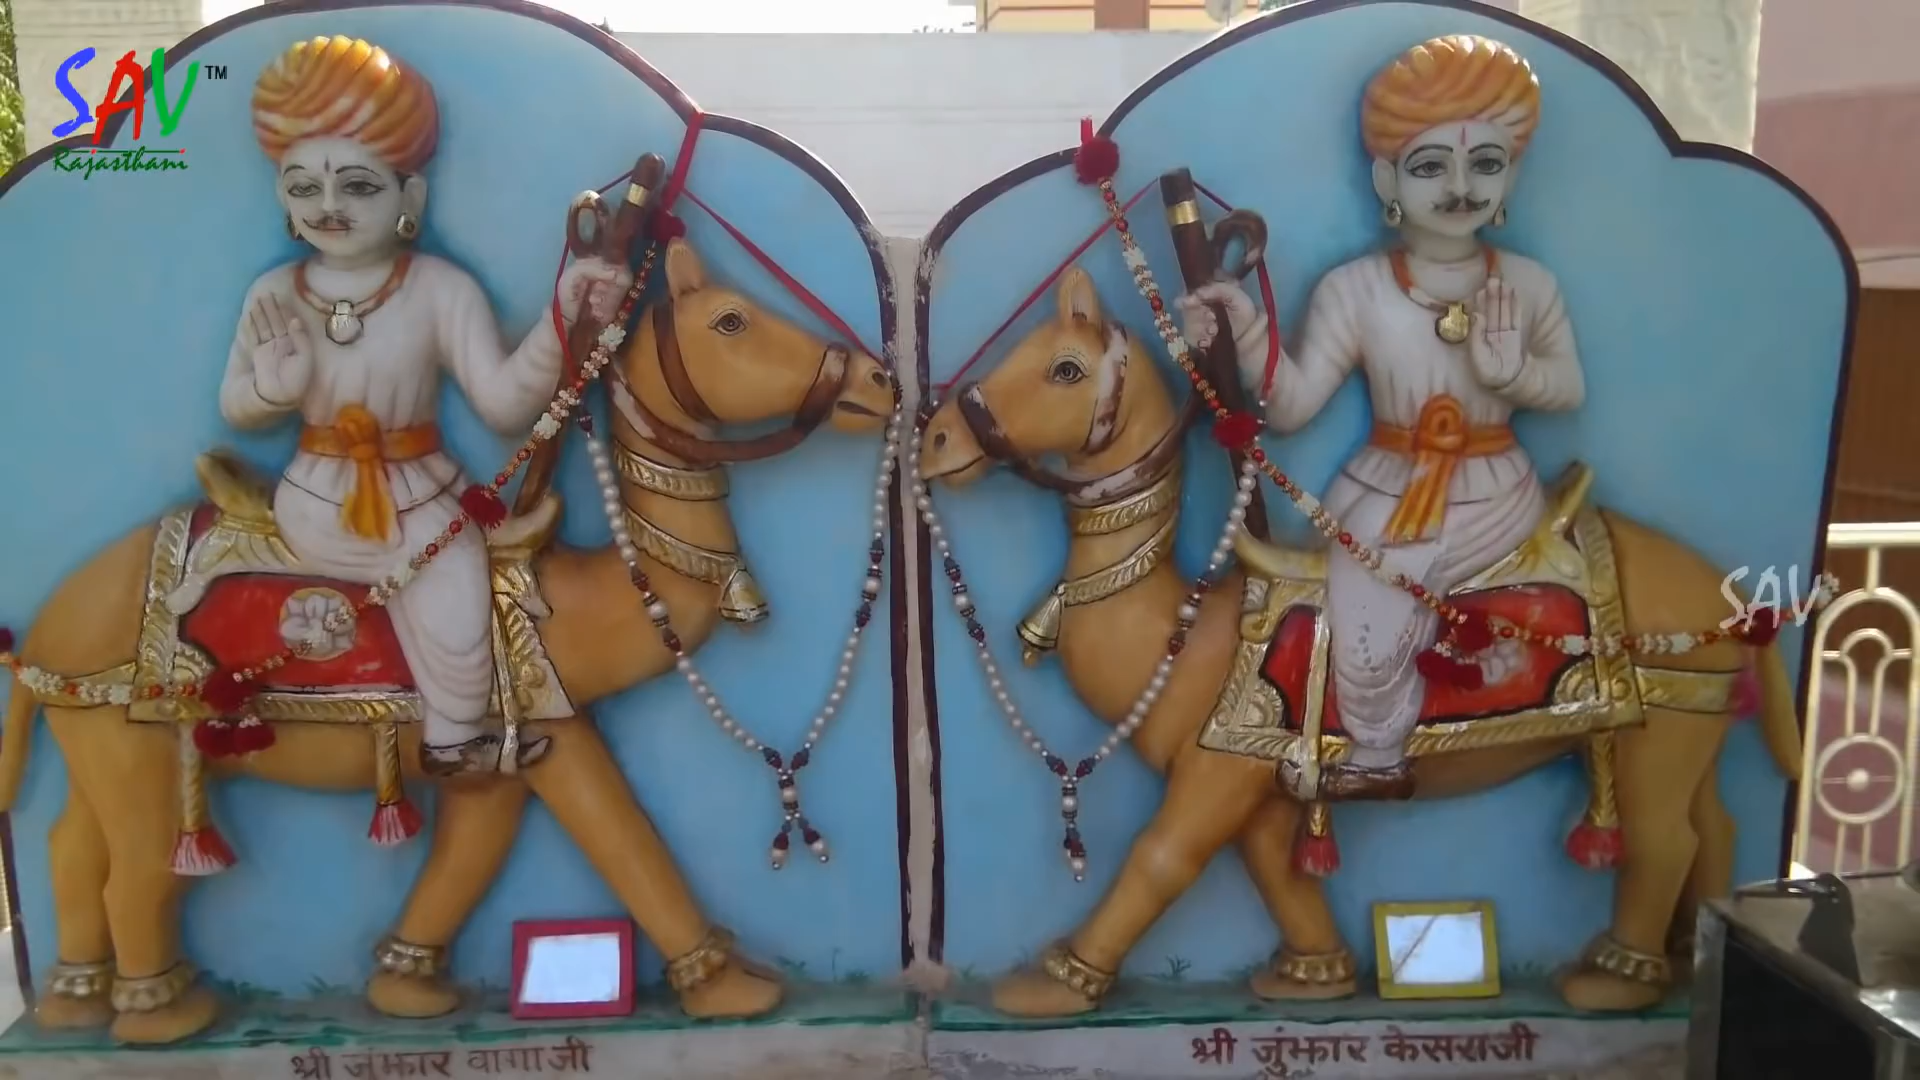 SAV™
Rajasthani
SAV
श्री जुंझार वागाजी
श्री जुंझार केसराजी